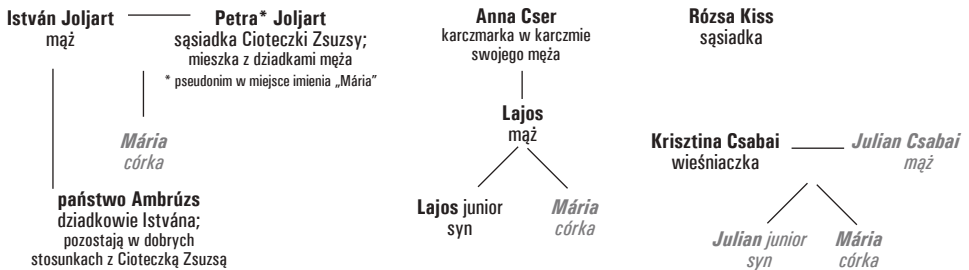 István Joljart
mąż
Petra* Joljart
sąsiadka Cioteczki Zsuzsy;
mieszka z dziadkami męża
* pseudonim w miejsce imienia „Mária”
Mária
córka
państwo Ambrúzs
dziadkowie Istvána;
pozostają w dobrych
stosunkach z Cioteczką Zsuzsą
Anna Cser
karczmarka w karczmie
swojego męża
Lajos
mąż
Lajos junior
syn
Mária
córka
Rózsa Kiss
sąsiadka
Krisztina Csabai
wieśniaczka
Julian Csabai
mąż
Julian junior
syn
Mária
córka